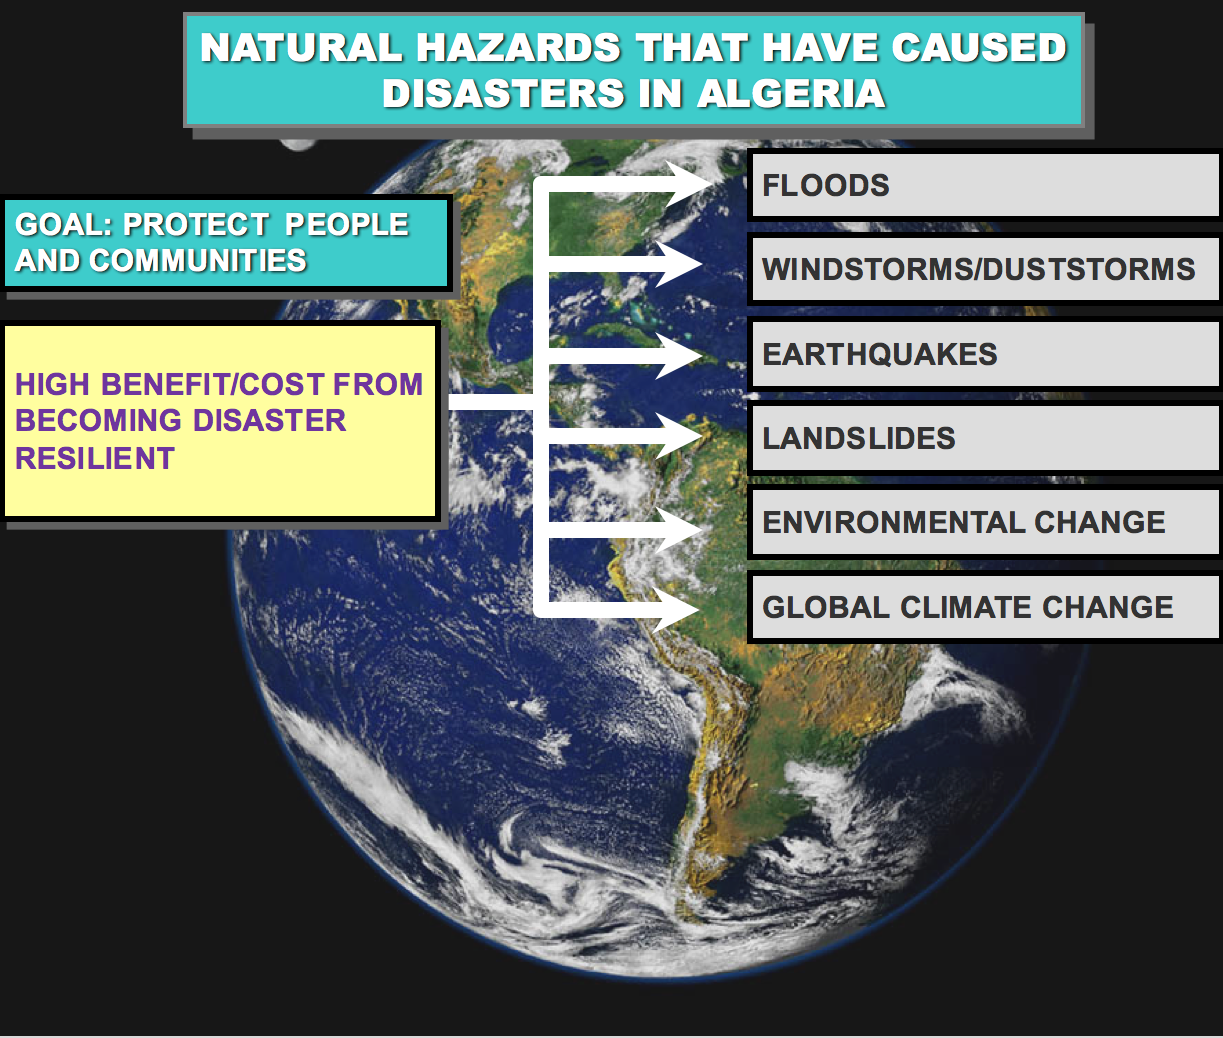 NATURAL HAZARDS THAT HAVE CAUSED
DISASTERS IN ALGERIA
GOAL: PROTECT PEOPLE
AND COMMUNITIES
HIGH BENEFIT/COST FROM
BECOMING DISASTER
RESILIENT
FLOODS
WINDSTORMS/DUSTSTORMS
EARTHQUAKES
LANDSLIDES
ENVIRONMENTAL CHANGE
GLOBAL CLIMATE CHANGE